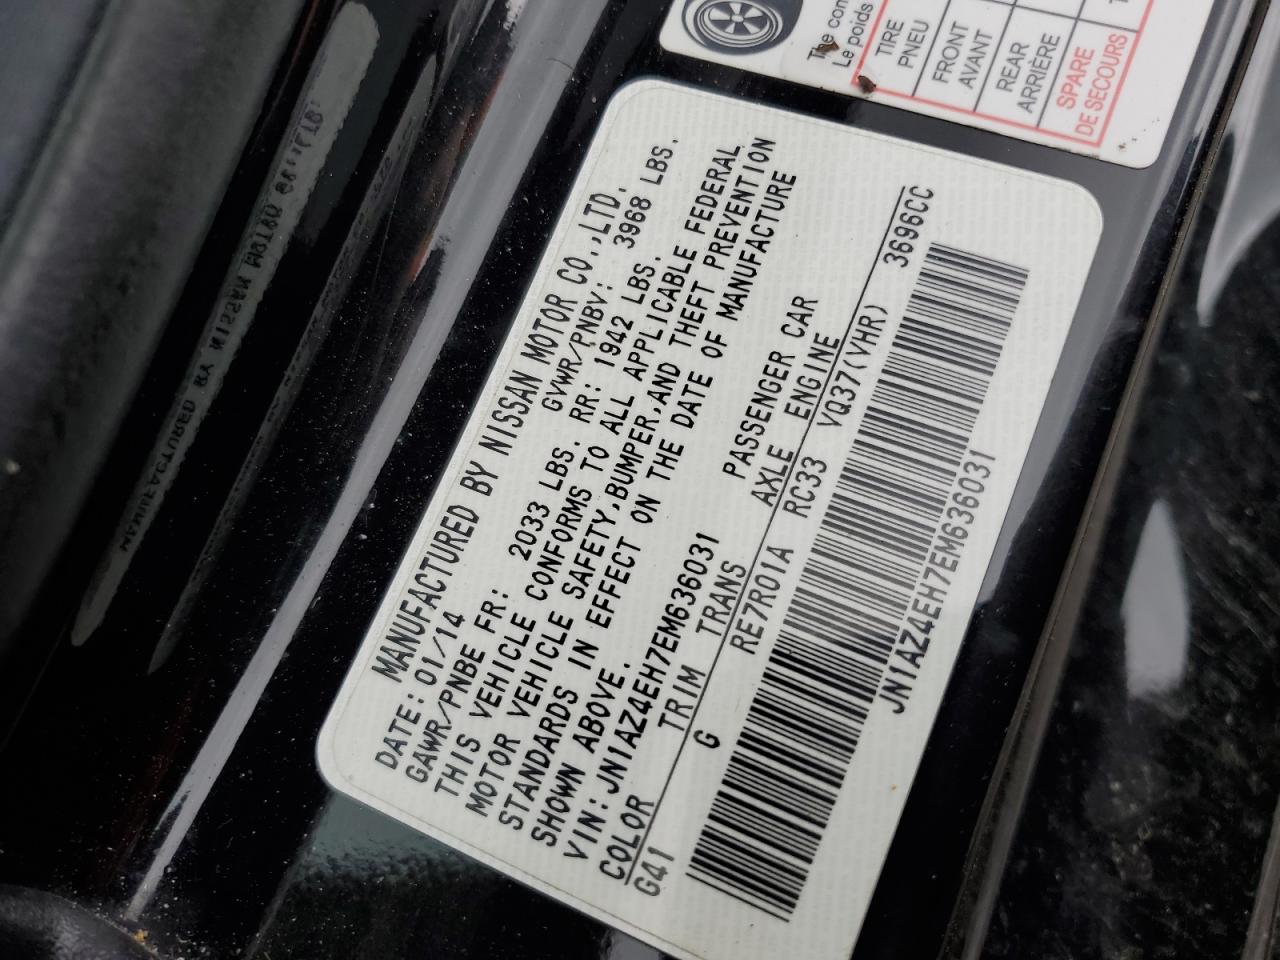 The con
Le poids
TIRE
PNEU
FRONT
AVANT
REAR
ARRIÈRE
SPARE
DE SECOURS
MANUFACTURED BY NISSAN MOTOR CO.,LTD.
DATE:01/14 GVWR/PNBV: 3968 LBS.
GAWR/PNBE FR: 2033 LBS. RR: 1942 LBS.
THIS VEHICLE CONFORMS TO ALL APPLICABLE FEDERAL
MOTOR VEHICLE SAFETY,BUMPER,AND THEFT PREVENTION
STANDARDS IN EFFECT ON THE DATE OF MANUFACTURE
SHOWN ABOVE.
VIN:JN1AZ4EH7EM636031 PASSENGER CAR
COLOR TRIM TRANS AXLE ENGINE
G41 G RE7R01A RC33 VQ37(VHR) 3696CC
JN1AZ4EH7EM636031